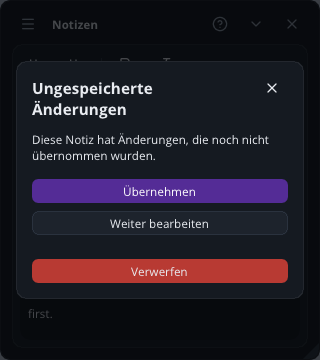 Notizen
Ungespeicherte
Änderungen
Diese Notiz hat Änderungen, die noch nicht
übernommen wurden.
Übernehmen
Weiter bearbeiten
Verwerfen
first.